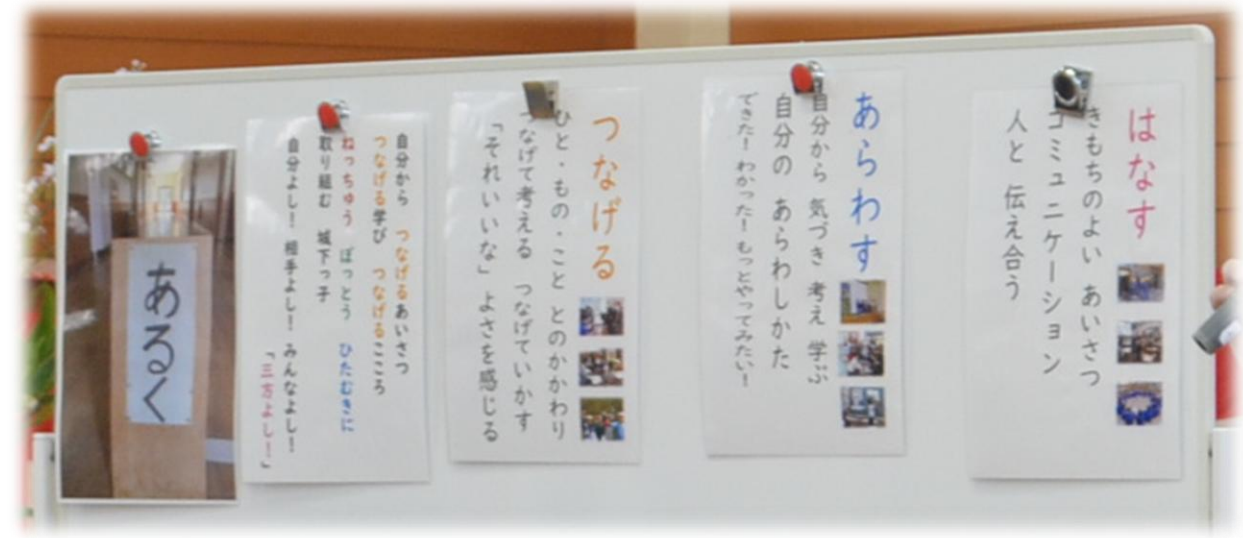 はなす
きもちのよい あいさつ
コミュニケーション
人と 伝え合う
あらわす
自分から 気づき 考え 学ぶ
自分の あらわしかた
できた！わかった！もっとやってみたい！
つなげる
ひと・もの・こと とのかかわり
つなげて考える つなげていかす
「それいいな」 よさを感じる
自分から つなげるあいさつ
つなげる学び つなげるこころ
ねっちゅう ぼっとう ひたむきに
取り組む 城下っ子
自分よし！ 相手よし！ みんなよし！
「三方よし！」
あるく